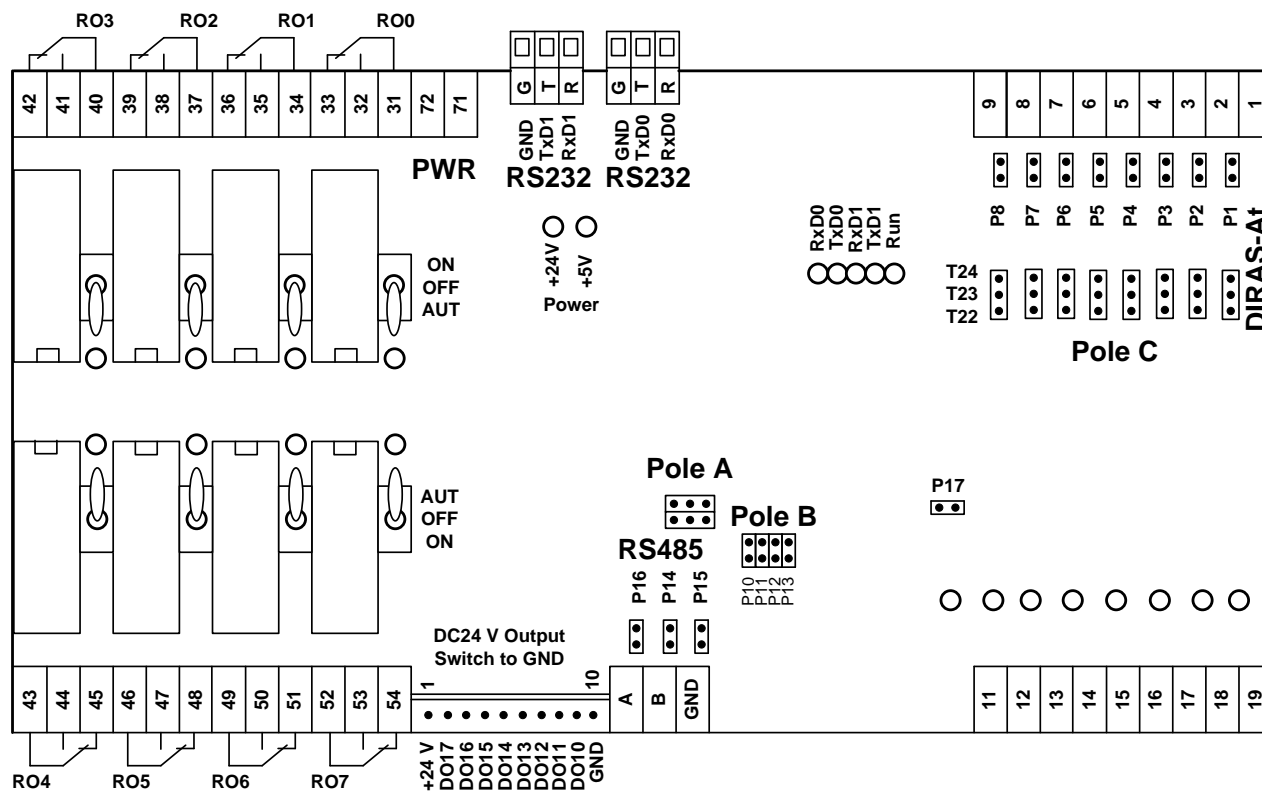 RO3 RO2 RO1 RO0
42 41 40 39 38 37 36 35 34 33 32 31 72 71
G T R
G T R
9 8 7 6 5 4 3 2 1
GND
TxD1
RxD1
GND
TxD0
RxD0
PWR
RS232
RS232
P8 P7 P6 P5 P4 P3 P2 P1
RxD0
TxD0
RxD1
TxD1
Run
+24V
+5V
Power
ON
OFF
AUT
T24
T23
T22
DIRAS-At
Pole C
Pole A
Pole B
P17
AUT
OFF
ON
RS485
P16 P14 P15
P10
P11
P12
P13
DC24 V Output
Switch to GND
1 10
43 44 45 46 47 48 49 50 51 52 53 54
A B GND
11 12 13 14 15 16 17 18 19
+24 V
DO17
DO16
DO15
DO14
DO13
DO12
DO11
DO10
GND
RO4 RO5 RO6 RO7